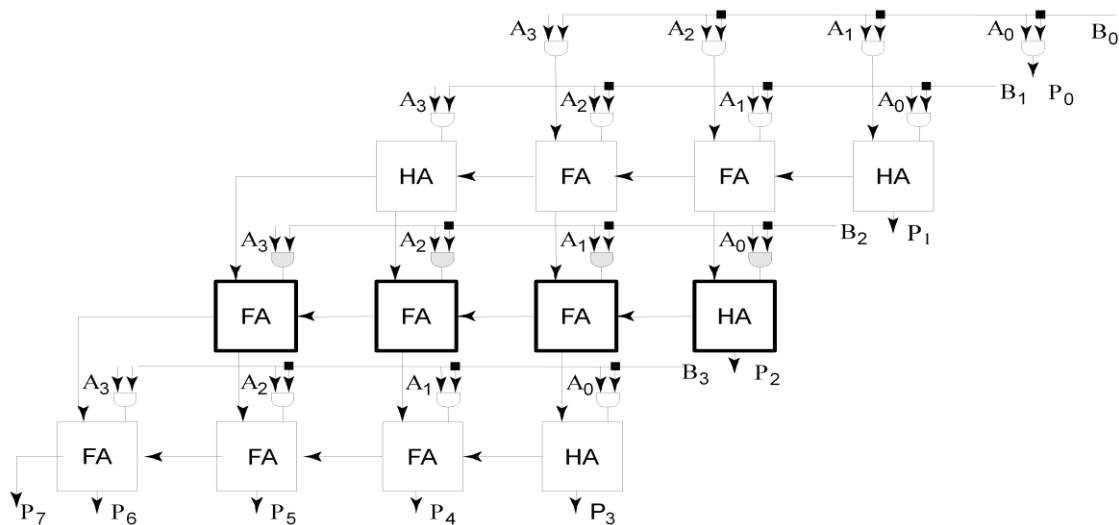 A3 A2 A1 A0 B0
A3 A2 A1 A0 B1 P0
HA FA FA HA
A3 A2 A1 A0 B2 P1
FA FA FA HA
A3 A2 A1 A0 B3 P2
FA FA FA HA
P7 P6 P5 P4 P3